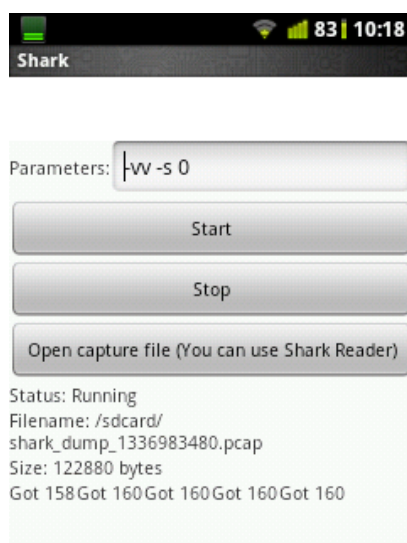 83 10:18
Shark
Parameters: -vv -s 0
Start
Stop
Open capture file (You can use Shark Reader)
Status: Running
Filename: /sdcard/
shark_dump_1336983480.pcap
Size: 122880 bytes
Got 158Got 160Got 160Got 160Got 160